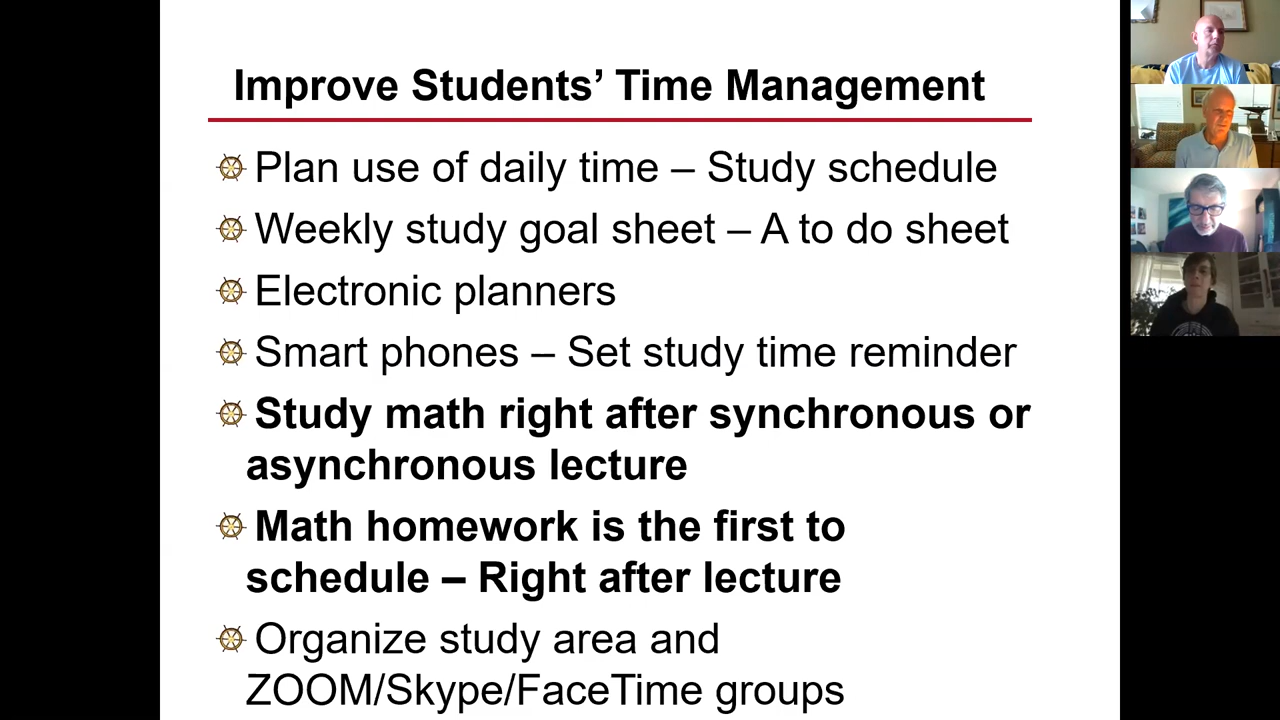 Improve Students’ Time Management
Plan use of daily time – Study schedule
Weekly study goal sheet – A to do sheet
Electronic planners
Smart phones – Set study time reminder
Study math right after synchronous or
asynchronous lecture
Math homework is the first to
schedule – Right after lecture
Organize study area and
ZOOM/Skype/FaceTime groups